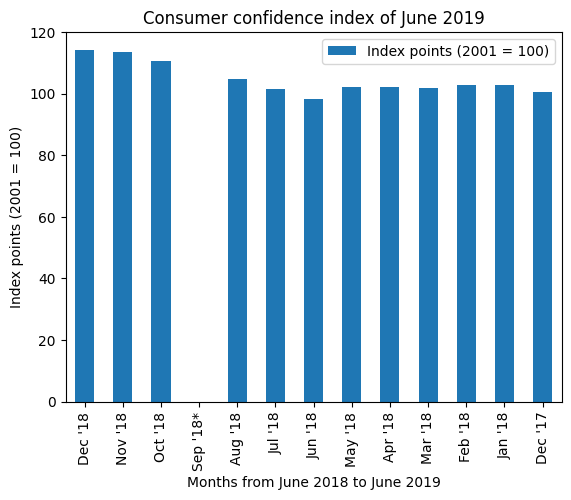 Consumer confidence index of June 2019
Index points (2001 = 100)
Index points (2001 = 100)
120
100
80
60
40
20
0
Dec '18
Nov '18
Oct '18
Sep '18*
Aug '18
Jul '18
Jun '18
May '18
Apr '18
Mar '18
Feb '18
Jan '18
Dec '17
Months from June 2018 to June 2019